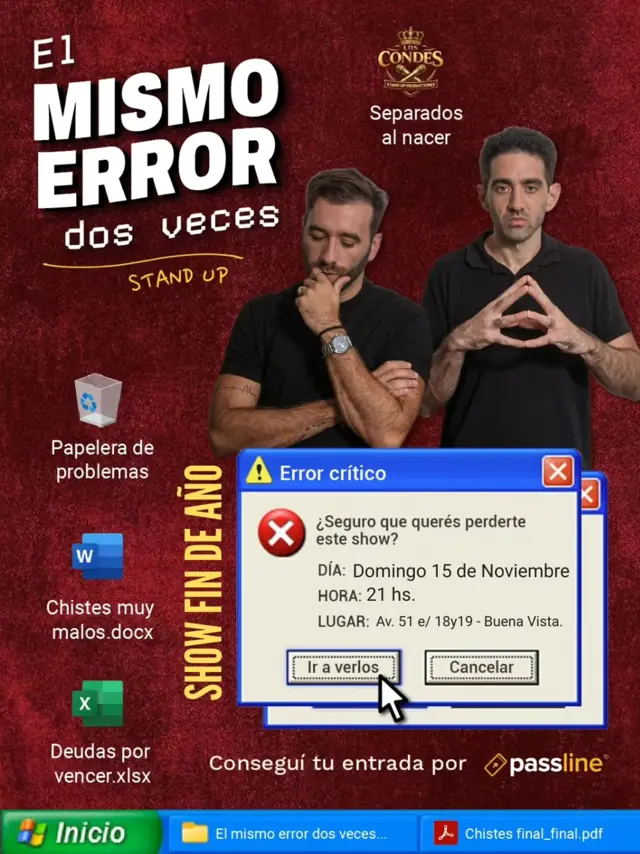 El
MISMO
ERROR
dos veces
STAND UP
LOS
CONDES
STAND UP PRODUCCIONES
Separados
al nacer
Papelera de
problemas
W
Chistes muy
malos.docx
X
Deudas por
vencer.xlsx
SHOW FIN DE AÑO
Error crítico
¿Seguro que querés perderte
este show?
DÍA: Domingo 15 de Noviembre
HORA: 21 hs.
LUGAR: Av. 51 e/ 18y19 - Buena Vista.
Ir a verlos
Cancelar
Conseguí tu entrada por passline
Inicio
El mismo error dos veces...
Chistes final_final.pdf